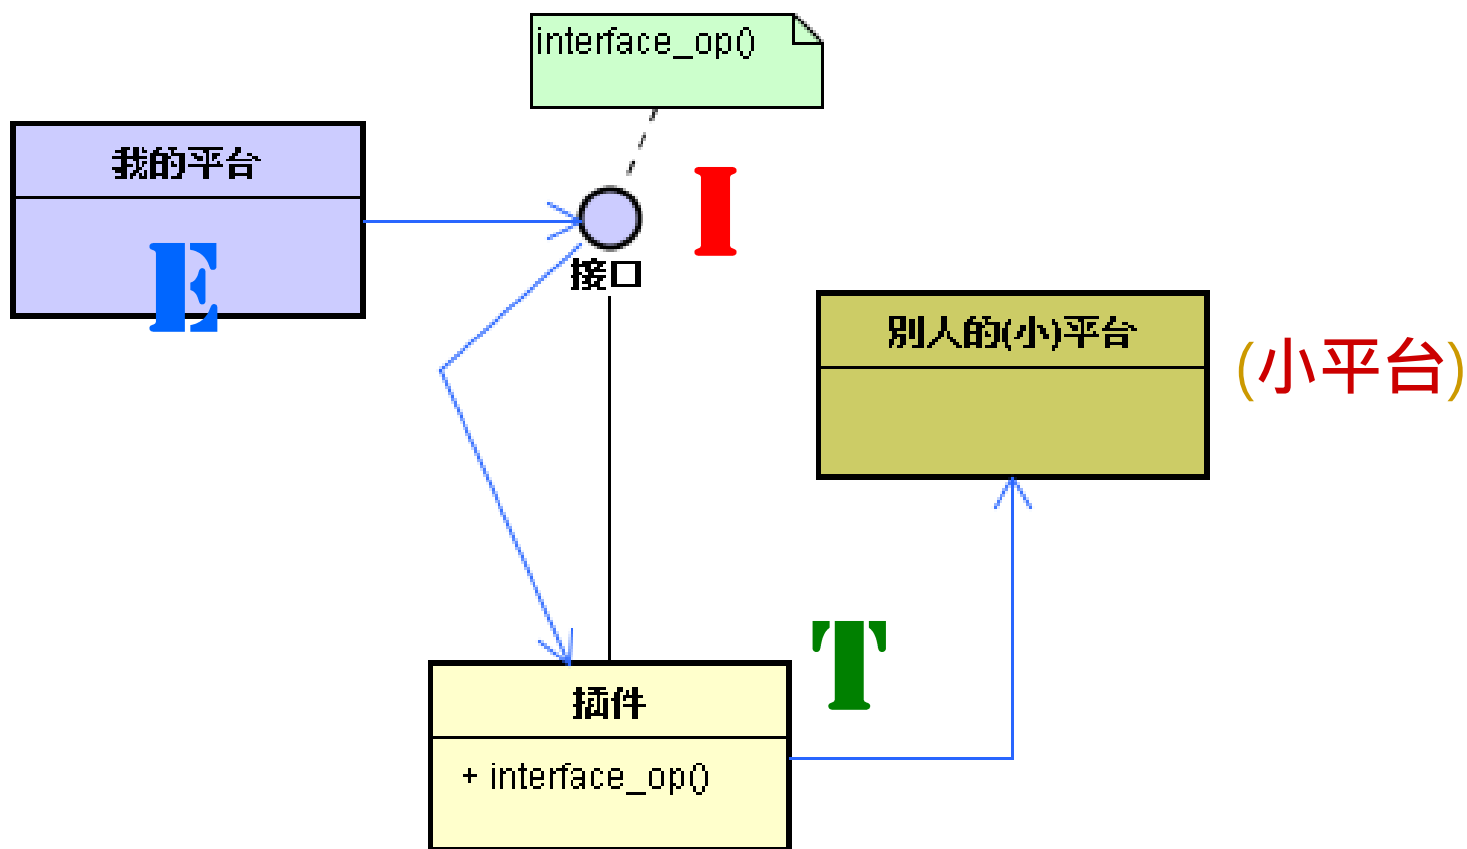 interface_op()
我的平台
E
I
接口
别人的(小)平台
(小平台)
T
插件
+ interface_op()